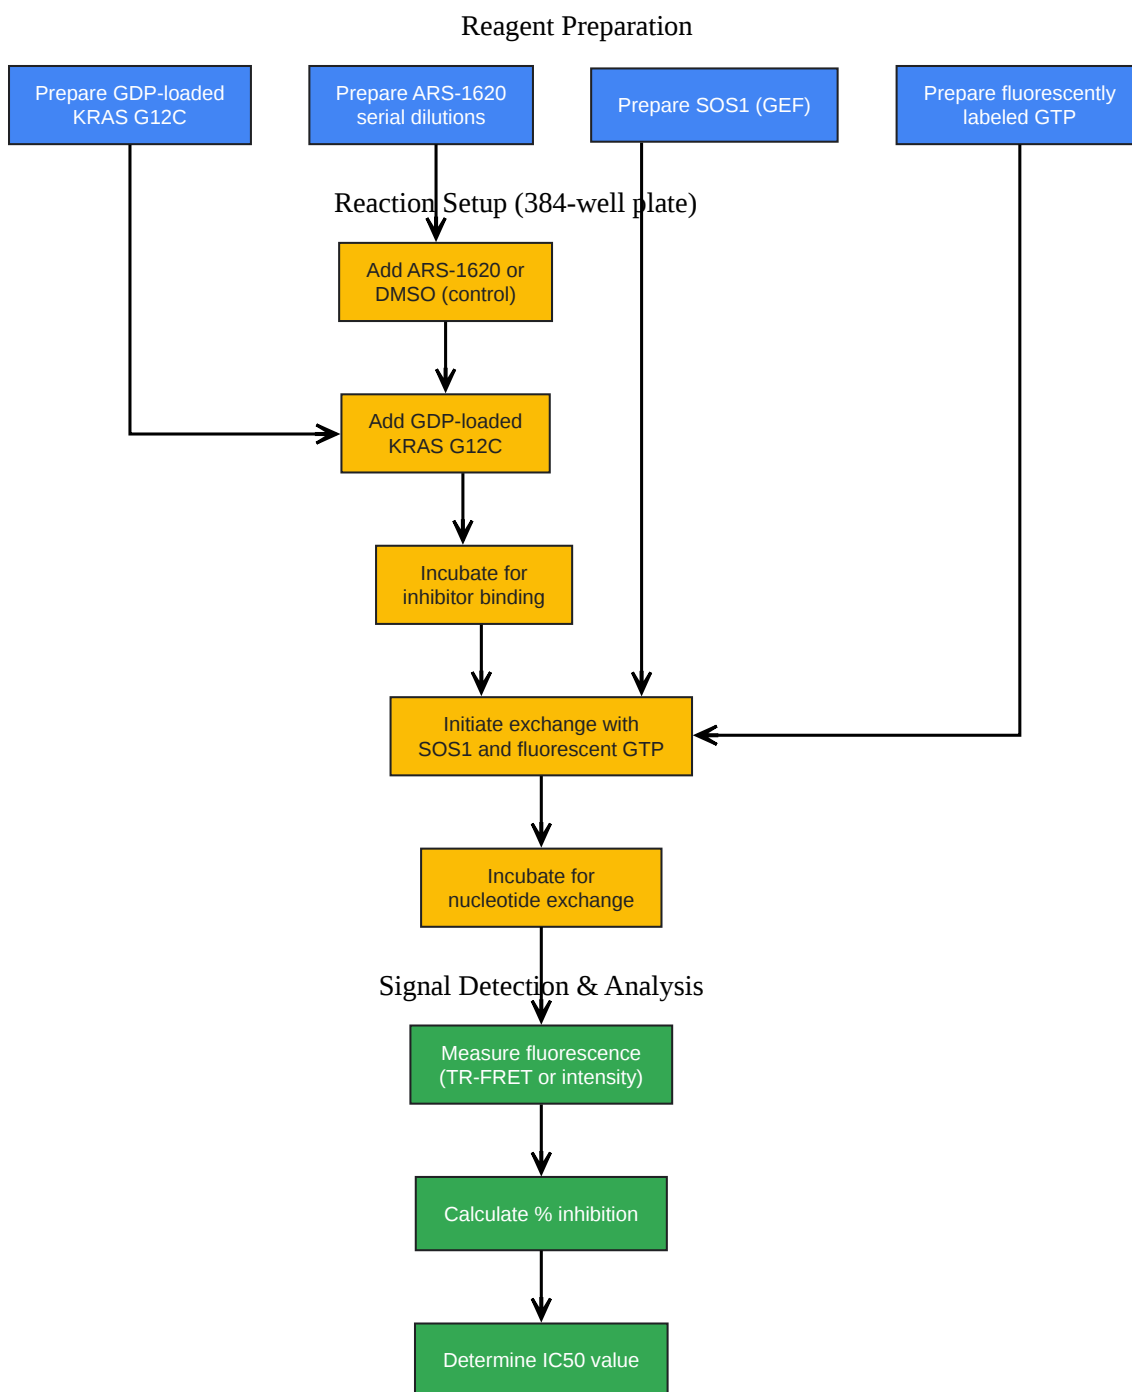 Reagent Preparation
Prepare GDP-loaded
KRAS G12C
Prepare ARS-1620
serial dilutions
Prepare SOS1 (GEF)
Prepare fluorescently
labeled GTP
Reaction Setup (384-well plate)
Add ARS-1620 or
DMSO (control)
Add GDP-loaded
KRAS G12C
Incubate for
inhibitor binding
Initiate exchange with
SOS1 and fluorescent GTP
Incubate for
nucleotide exchange
Signal Detection & Analysis
Measure fluorescence
(TR-FRET or intensity)
Calculate % inhibition
Determine IC50 value